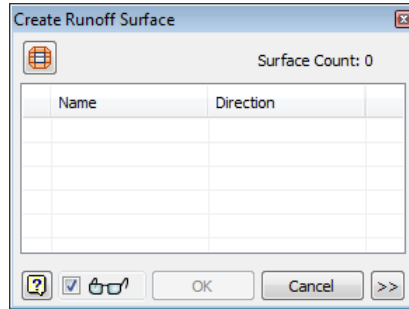 Create Runoff Surface
Surface Count: 0
Name Direction
OK Cancel >>